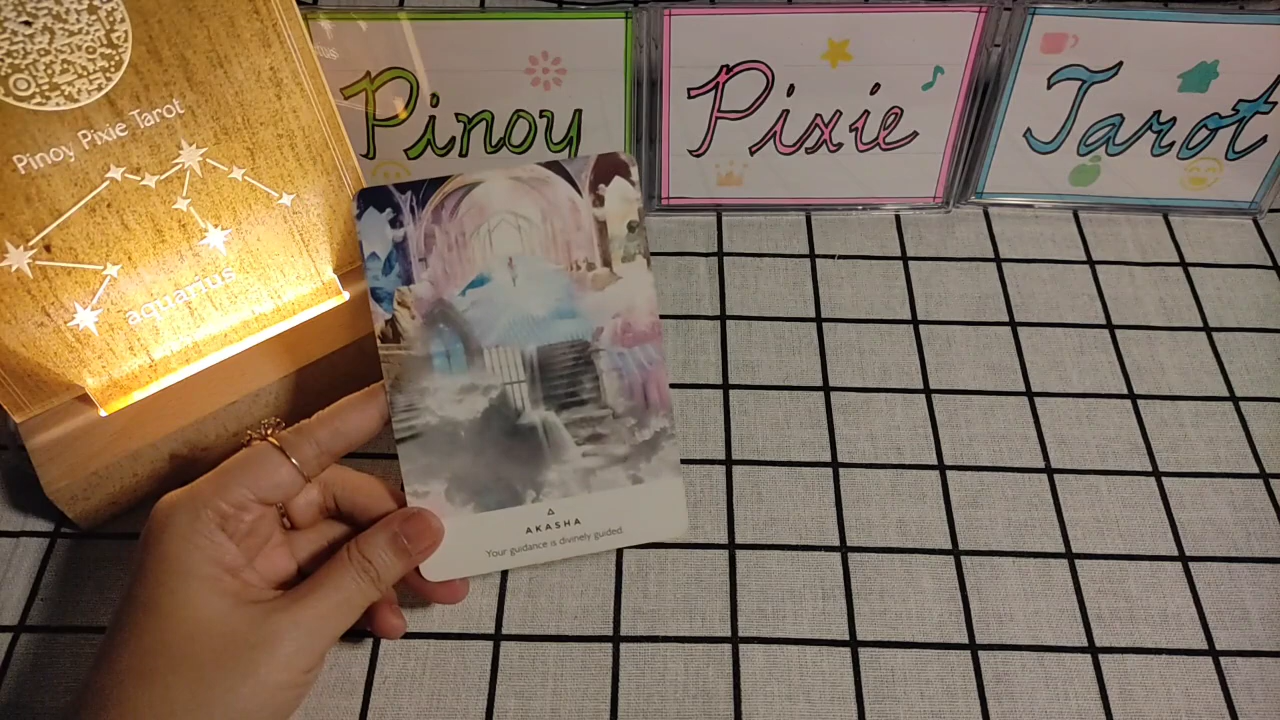 Pinoy Pixie Tarot
aquarius
Pinoy
Pixie
Tarot
AKASHA
Your guidance is divinely guided.